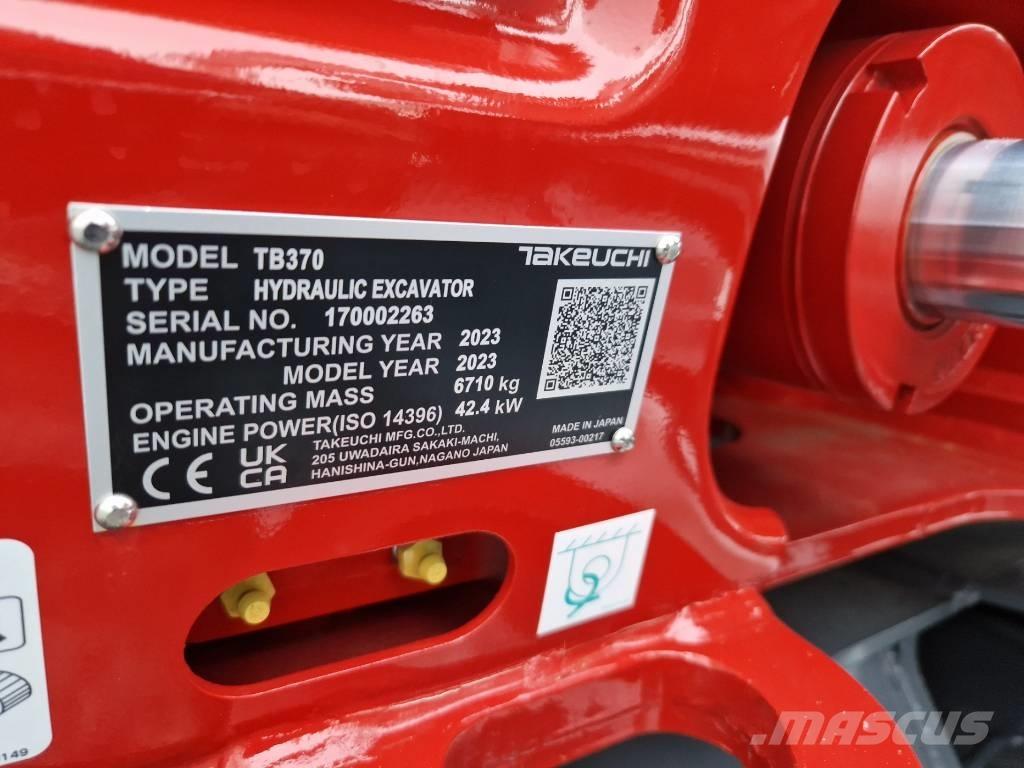 MODEL TB370
TAKEUCHI
TYPE HYDRAULIC EXCAVATOR
SERIAL NO. 170002263
MANUFACTURING YEAR 2023
MODEL YEAR 2023
OPERATING MASS 6710 kg
ENGINE POWER(ISO 14396) 42.4 kW
CE UK CA
TAKEUCHI MFG.CO.,LTD.
205 UWADAIRA SAKAKI-MACHI,
HANISHINA-GUN,NAGANO JAPAN
MADE IN JAPAN
05593-00217
149
MASCUS